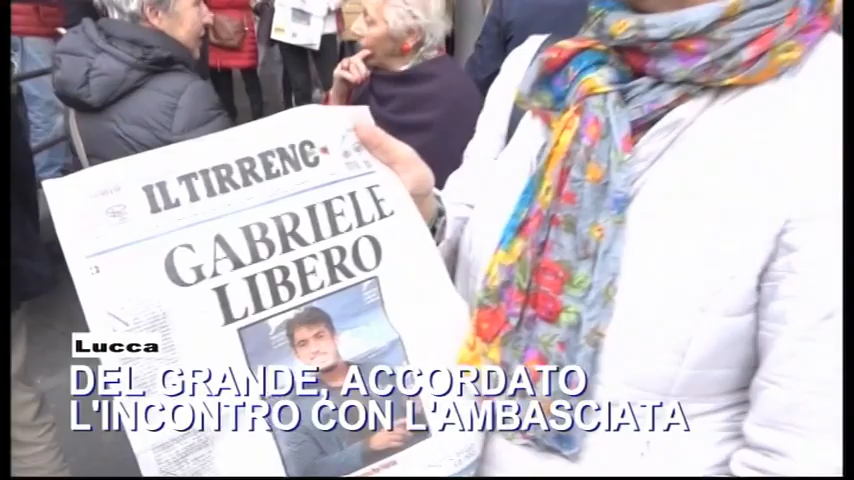 IL TIRRENO
GABRIELE
LIBERO
Lucca
DEL GRANDE, ACCORDATO
L'INCONTRO CON L'AMBASCIATA